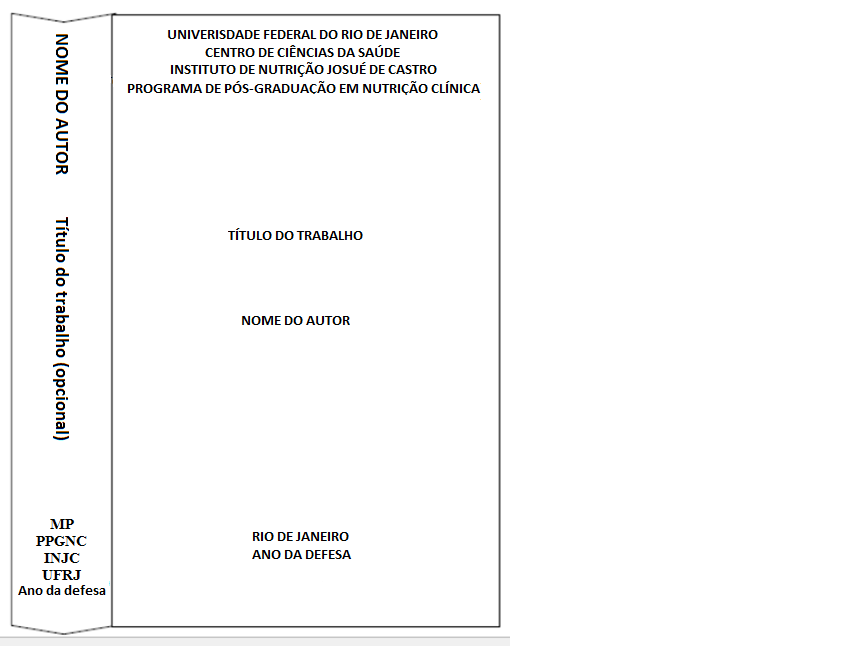 NOME DO AUTOR
Título do trabalho (opcional)
MP
PPGNC
INJC
UFRJ
Ano da defesa
UNIVERISDADE FEDERAL DO RIO DE JANEIRO
CENTRO DE CIÊNCIAS DA SAÚDE
INSTITUTO DE NUTRIÇÃO JOSUÉ DE CASTRO
PROGRAMA DE PÓS-GRADUAÇÃO EM NUTRIÇÃO CLÍNICA
TÍTULO DO TRABALHO
NOME DO AUTOR
RIO DE JANEIRO
ANO DA DEFESA